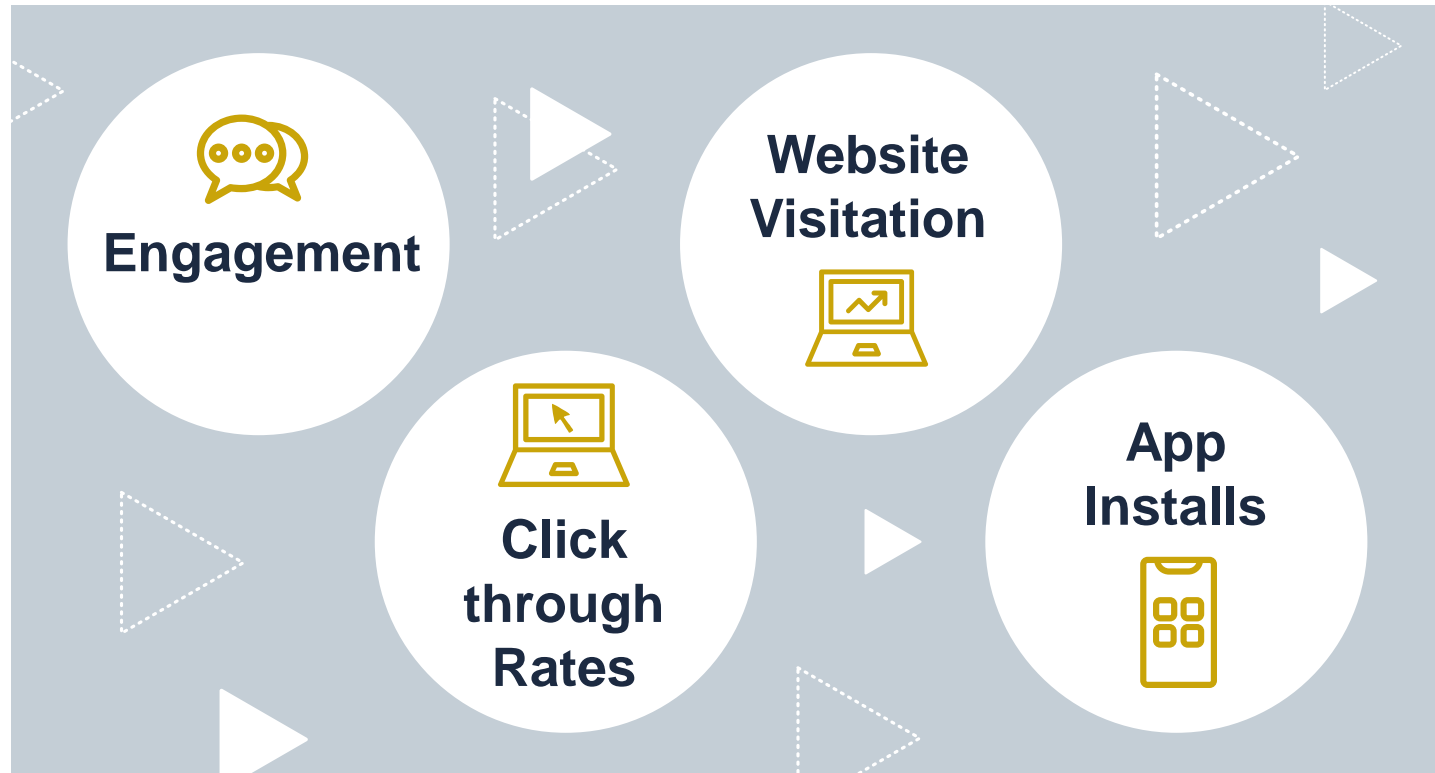 Engagement
Click
through
Rates
Website
Visitation
App
Installs